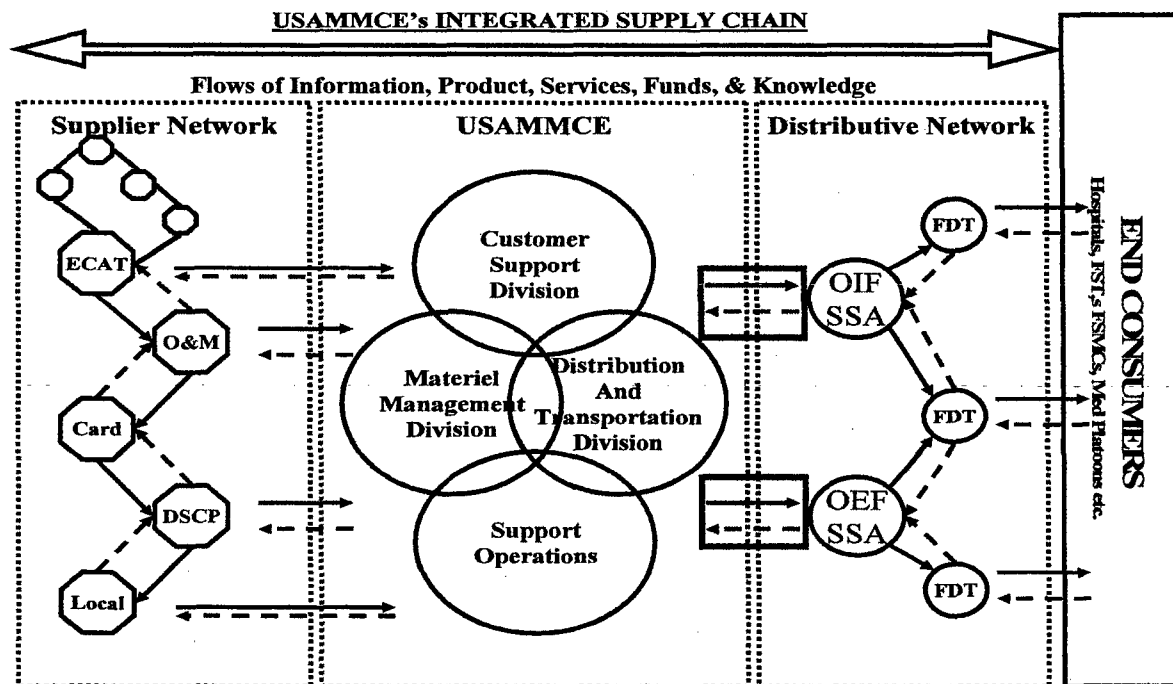 USAMMCE's INTEGRATED SUPPLY CHAIN
Flows of Information, Product, Services, Funds, & Knowledge
Supplier Network
ECAT
O&M
Card
DSCP
Local
USAMMCE
Customer
Support
Division
Materiel
Management
Division
Distribution
And
Transportation
Division
Support
Operations
Distributive Network
OIF
SSA
OEF
SSA
FDT
FDT
FDT
Hospitals, FST,s FSMCs, Med Platoons etc.
END CONSUMERS